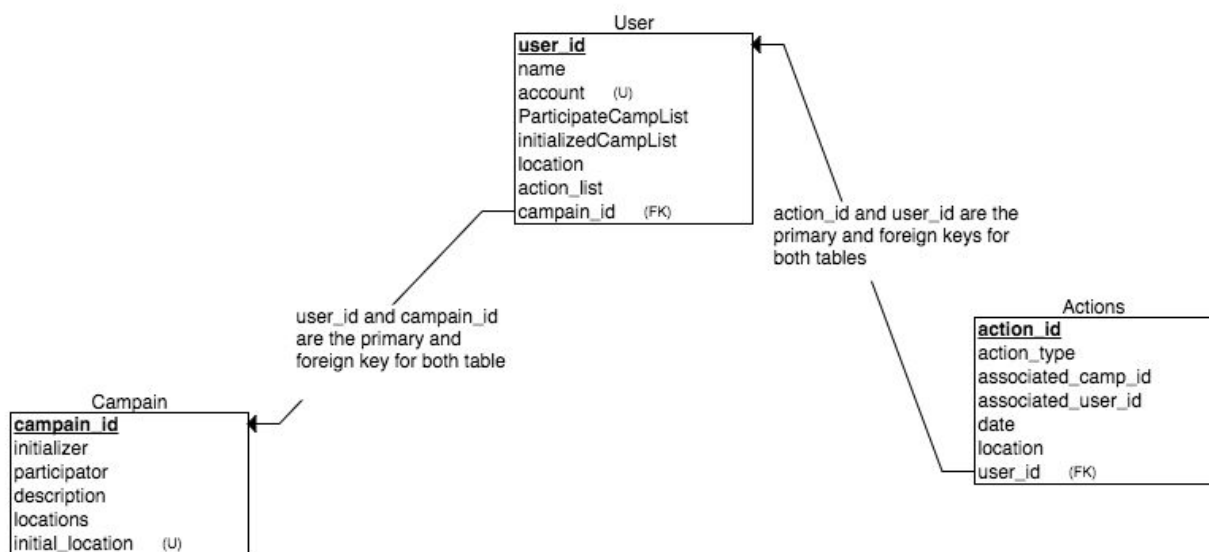 User
user_id
name
account (U)
ParticipateCampList
initializedCampList
location
action_list
campain_id (FK)
action_id and user_id are the
primary and foreign keys for
both tables
user_id and campain_id
are the primary and
foreign key for both table
Actions
action_id
action_type
associated_camp_id
associated_user_id
date
location
user_id (FK)
Campain
campain_id
initializer
participator
description
locations
initial_location (U)